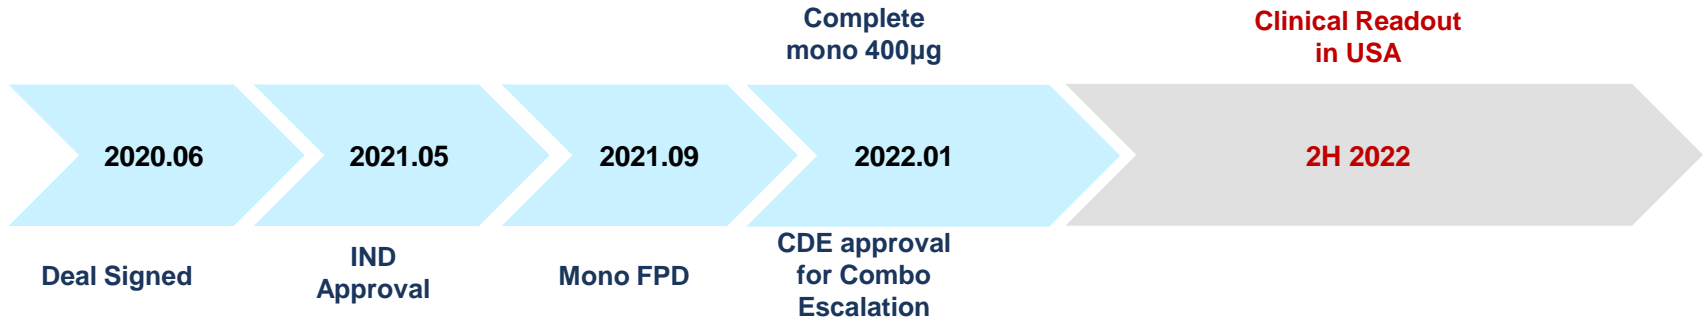 Complete
mono 400µg
Clinical Readout
in USA
2020.06
2021.05
2021.09
2022.01
2H 2022
Deal Signed
IND
Approval
Mono FPD
CDE approval
for Combo
Escalation